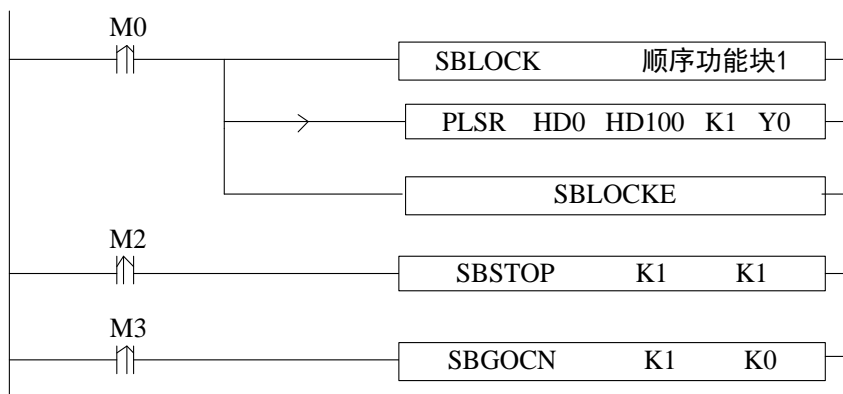 M0
SBLOCK 顺序功能块1
PLSR HD0 HD100 K1 Y0
SBLOCKE
M2
SBSTOP K1 K1
M3
SBGOCN K1 K0